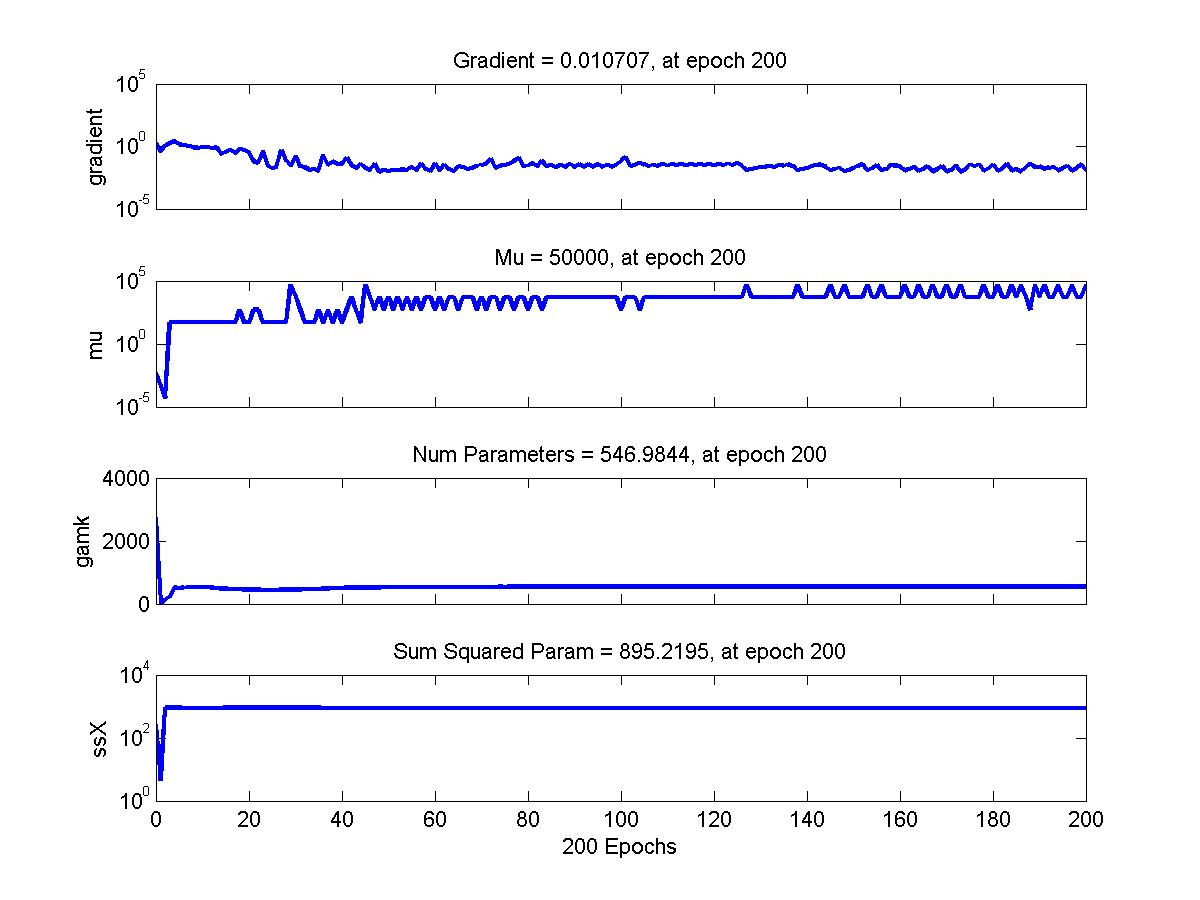 Gradient = 0.010707, at epoch 200
10^5
10^0
10^-5
gradient
Mu = 50000, at epoch 200
10^5
10^0
10^-5
mu
Num Parameters = 546.9844, at epoch 200
4000
2000
0
gamk
Sum Squared Param = 895.2195, at epoch 200
10^4
10^2
10^0
ssX
0 20 40 60 80 100 120 140 160 180 200
200 Epochs